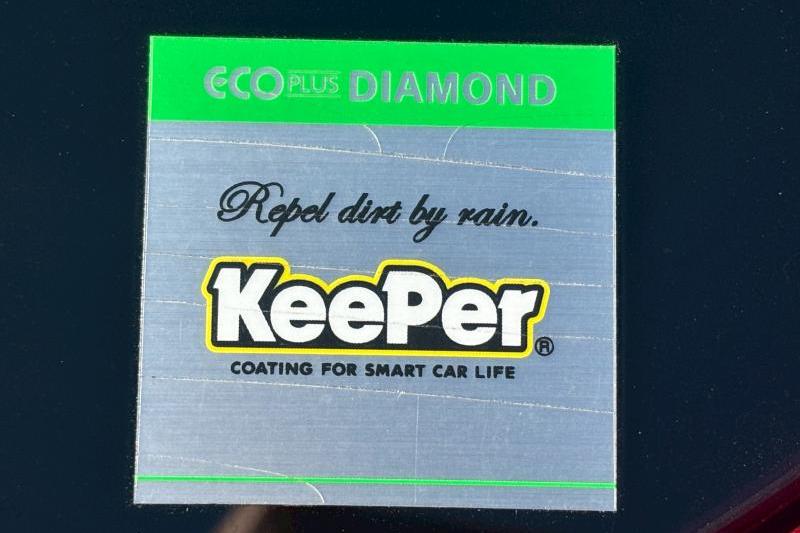 eco PLUS DIAMOND
Repel dirt by rain.
KeePer®
COATING FOR SMART CAR LIFE